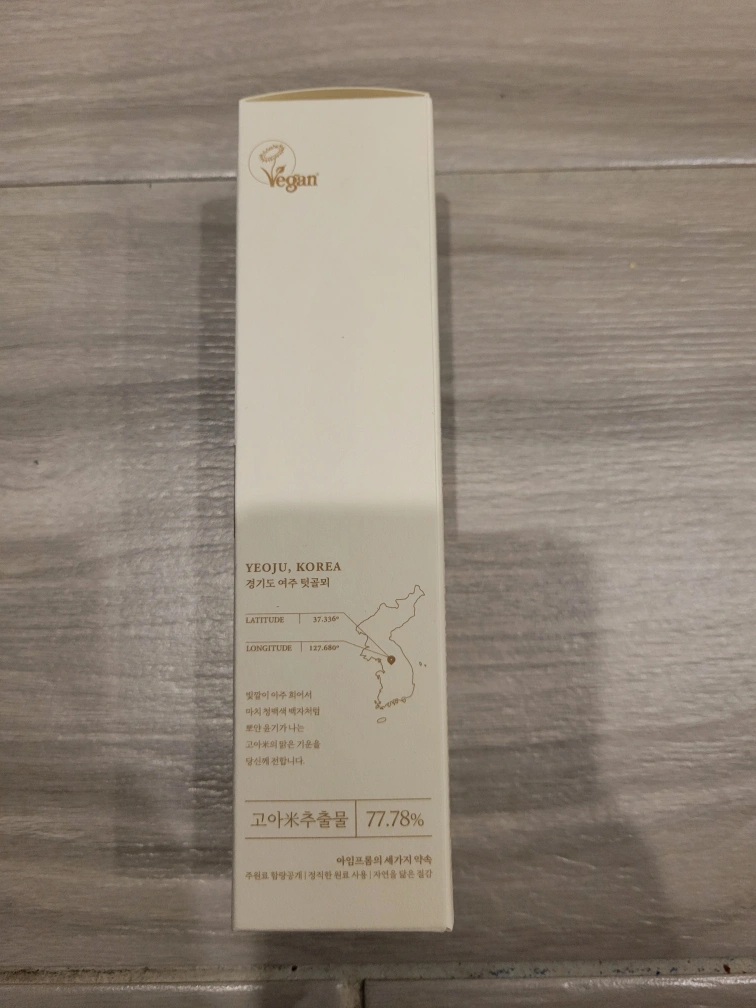 Vegan
YEOJU, KOREA
경기도 여주 텃골뫼
LATITUDE 37.336°
LONGITUDE 127.680°
빛깔이 아주 희어서
마치 청백색 백자처럼
뽀얀 윤기가 나는
고아米의 맑은 기운을
당신께 전합니다.
고아米추출물 77.78%
아임프롬의 세가지 약속
주원료 함량공개 | 정직한 원료 사용 | 자연을 닮은 질감